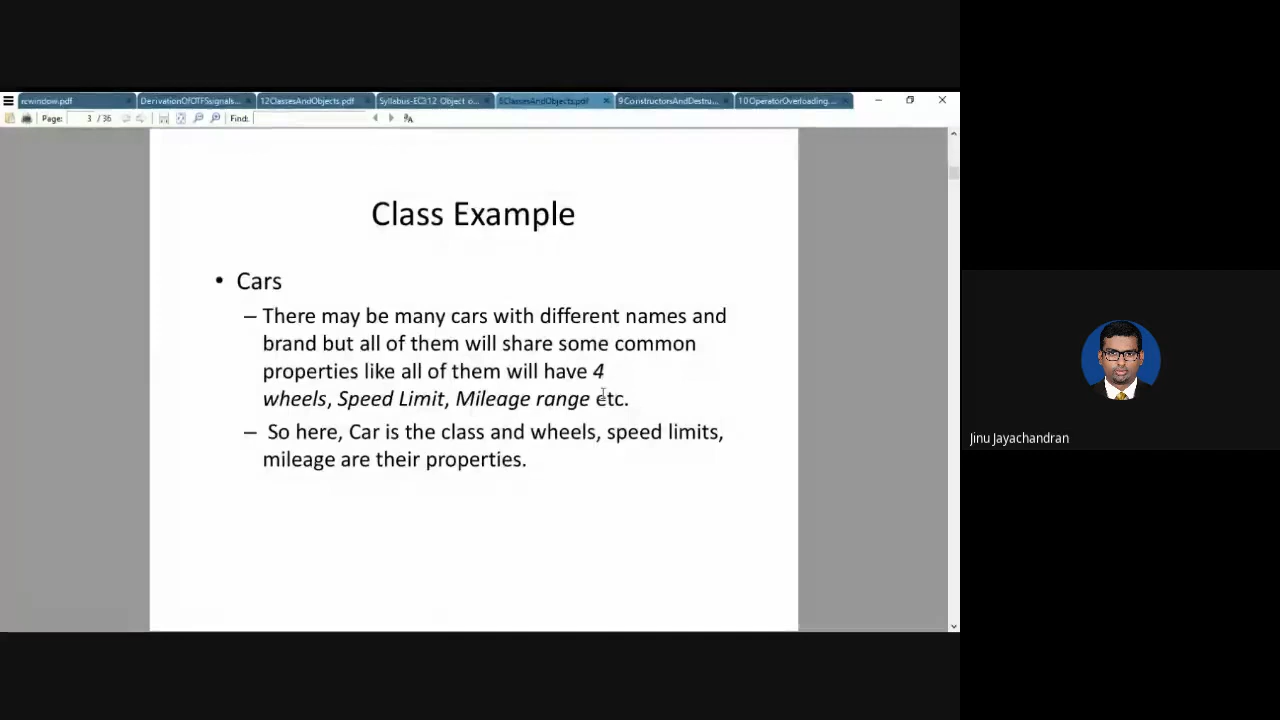 rcwindow.pdf DerivationOfOTFSsignals... 12ClassesAndObjects.pdf Syllabus-EC312 Object o... ClassesAndObjects.pdf 9ConstructorsAndDestru... 10OperatorOverloading....
Page: 3 / 36 Find:
Class Example
• Cars
– There may be many cars with different names and
brand but all of them will share some common
properties like all of them will have 4
wheels, Speed Limit, Mileage range etc.
– So here, Car is the class and wheels, speed limits,
mileage are their properties.
Jinu Jayachandran